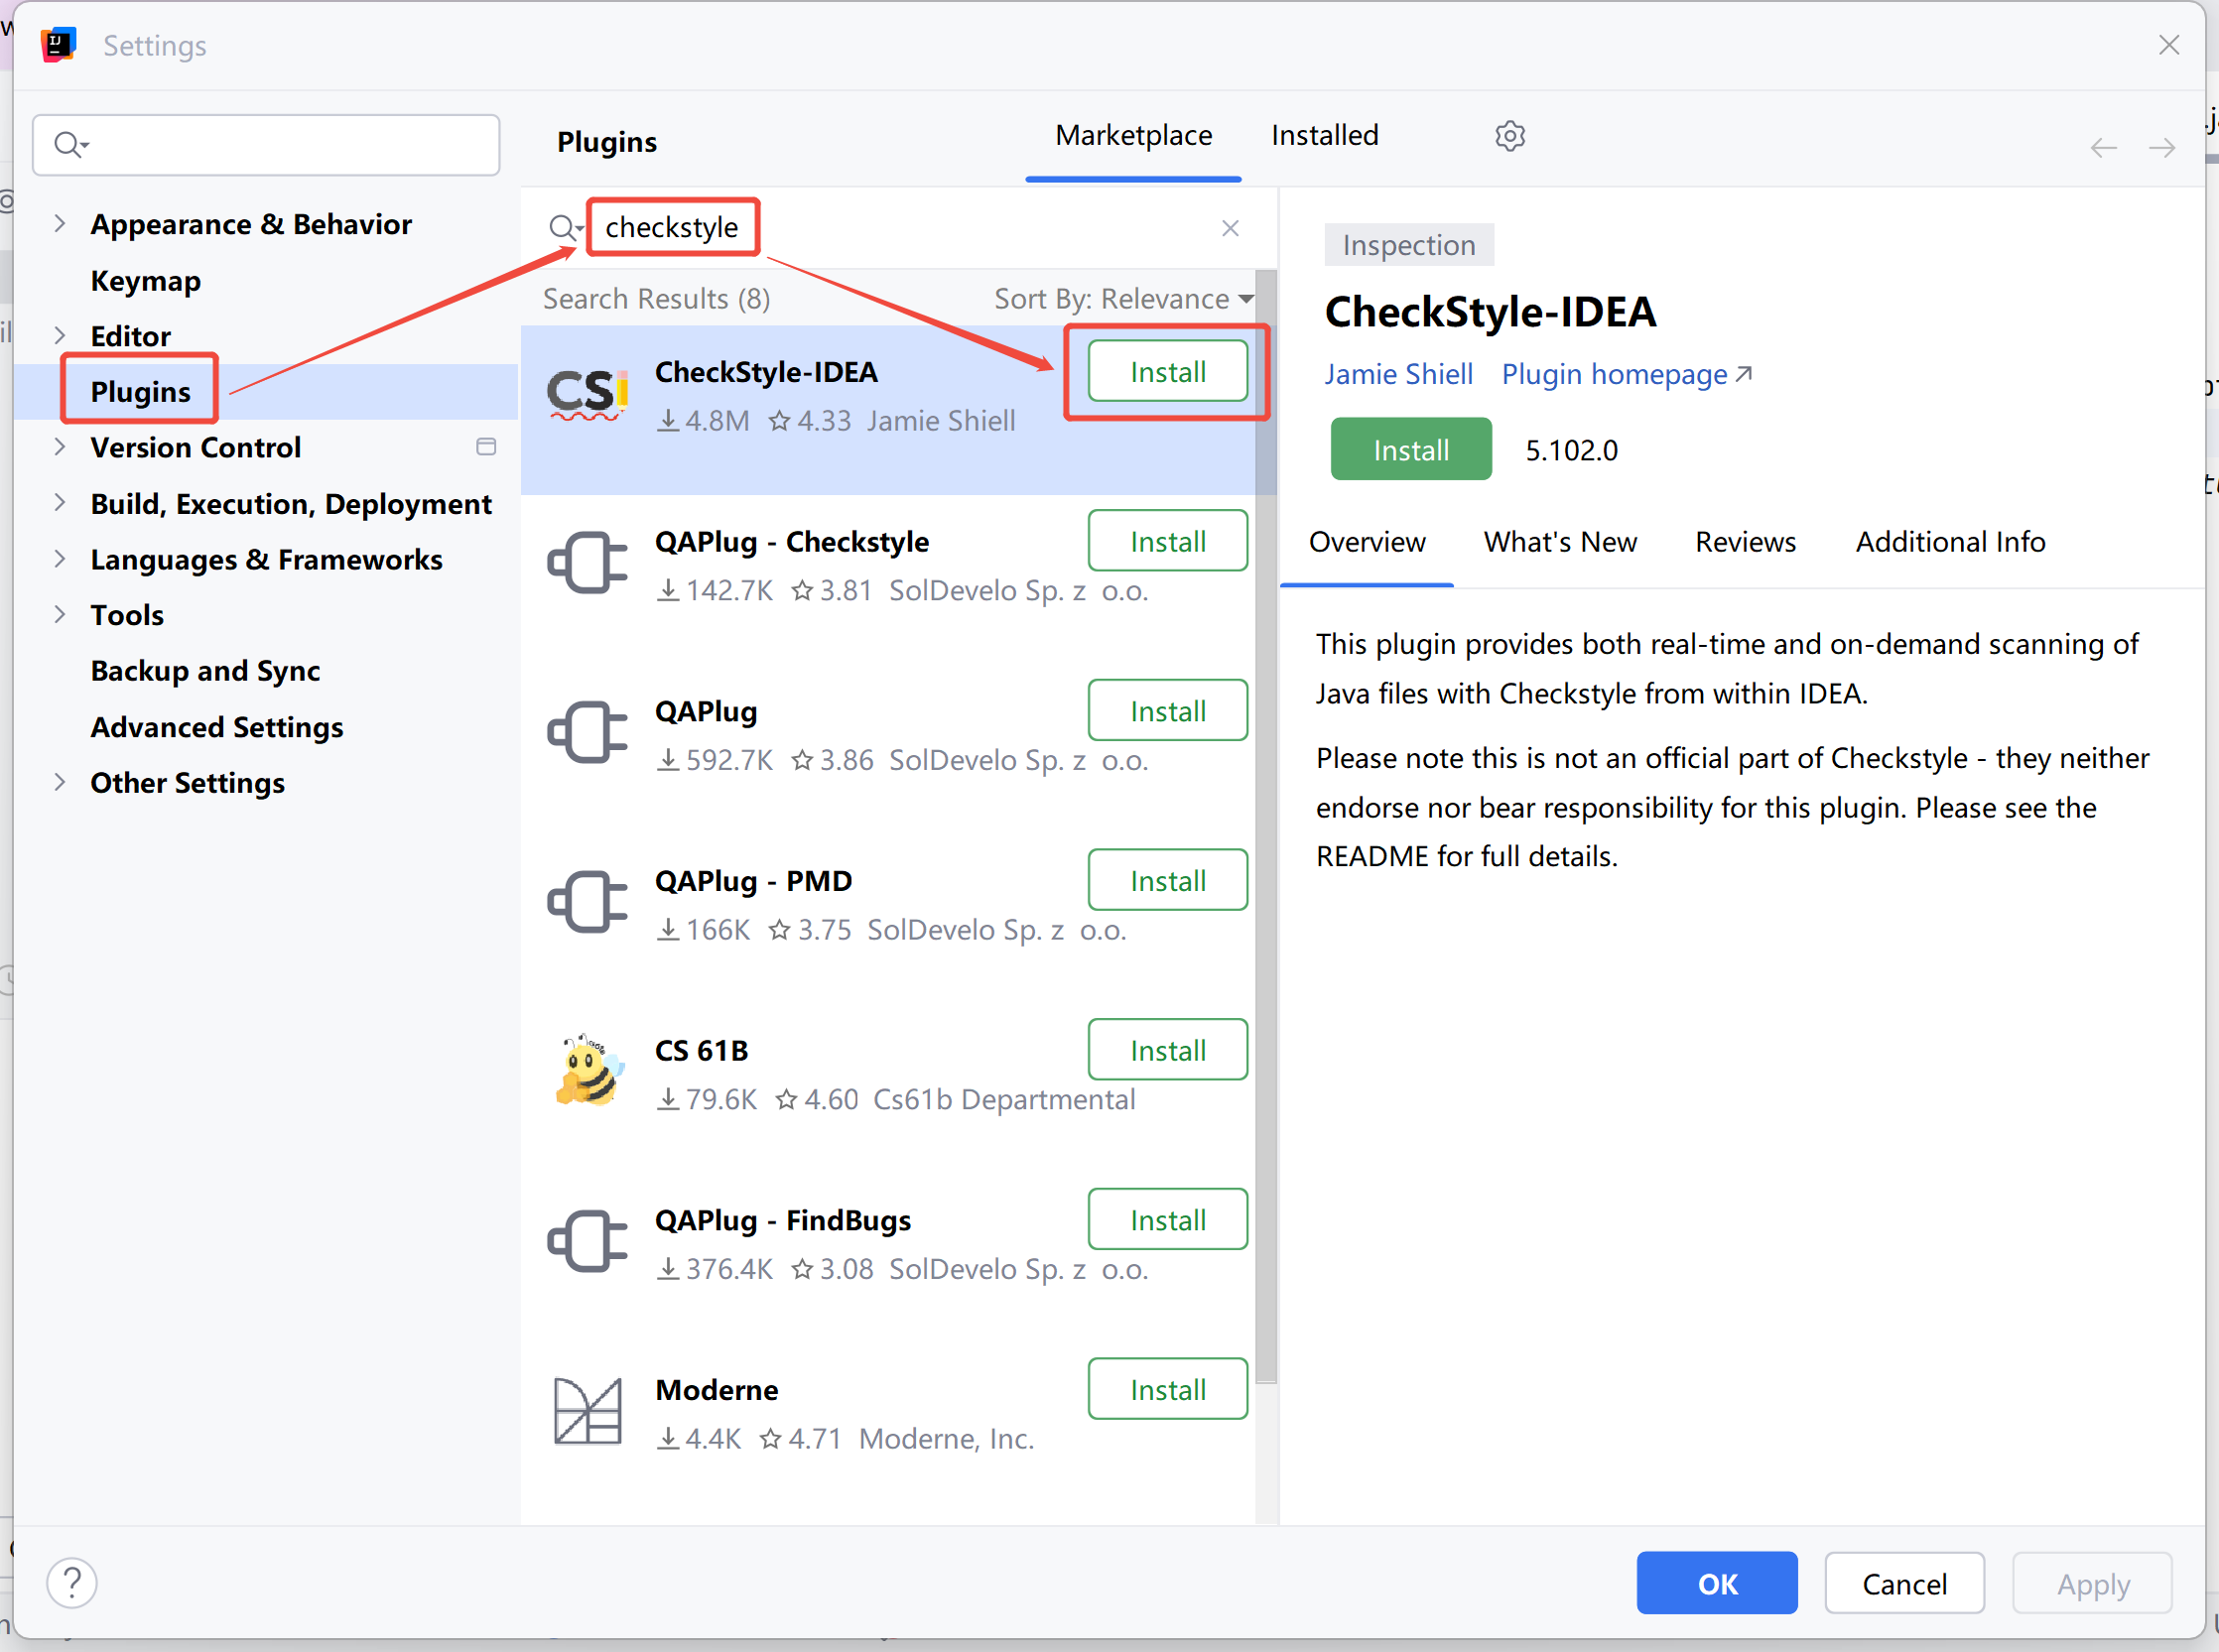 Settings
Plugins
Marketplace
Installed
Appearance & Behavior
Keymap
Editor
Plugins
Version Control
Build, Execution, Deployment
Languages & Frameworks
Tools
Backup and Sync
Advanced Settings
Other Settings
checkstyle
Search Results (8)
Sort By: Relevance
CheckStyle-IDEA
Install
4.8M 4.33 Jamie Shiell
QAPlug - Checkstyle
Install
142.7K 3.81 SolDevelo Sp. z o.o.
QAPlug
Install
592.7K 3.86 SolDevelo Sp. z o.o.
QAPlug - PMD
Install
166K 3.75 SolDevelo Sp. z o.o.
CS 61B
Install
79.6K 4.60 Cs61b Departmental
QAPlug - FindBugs
Install
376.4K 3.08 SolDevelo Sp. z o.o.
Moderne
Install
4.4K 4.71 Moderne, Inc.
Inspection
CheckStyle-IDEA
Jamie Shiell Plugin homepage
Install 5.102.0
Overview What's New Reviews Additional Info
This plugin provides both real-time and on-demand scanning of
Java files with Checkstyle from within IDEA.
Please note this is not an official part of Checkstyle - they neither
endorse nor bear responsibility for this plugin. Please see the
README for full details.
?
OK
Cancel
Apply